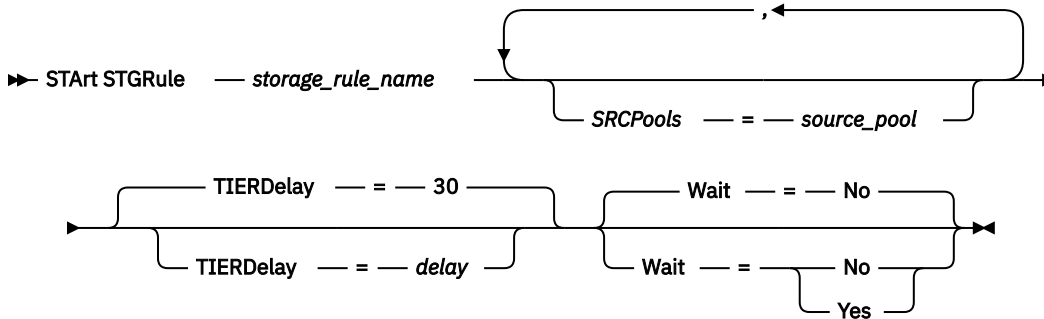 ,
STArt STGRule storage_rule_name
SRCPools = source_pool
TIERDelay = 30 Wait = No
TIERDelay = delay Wait = No
Yes